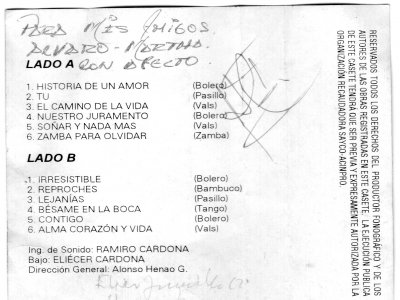 PARA MIS AMIGOS
ALVARO - MARTHA
CON AFECTO
LADO A
1. HISTORIA DE UN AMOR (Bolero)
2. TU (Pasillo)
3. EL CAMINO DE LA VIDA (Vals)
4. NUESTRO JURAMENTO (Bolero)
5. SOÑAR Y NADA MAS (Vals)
6. ZAMBA PARA OLVIDAR (Zamba)
LADO B
1. IRRESISTIBLE (Bolero)
2. REPROCHES (Bambuco)
3. LEJANÍAS (Pasillo)
4. BÉSAME EN LA BOCA (Tango)
5. CONTIGO (Bolero)
6. ALMA CORAZÓN Y VIDA (Vals)
Ing. de Sonido: RAMIRO CARDONA
Bajo: ELIÉCER CARDONA
Dirección General: Alonso Henao G.
RESERVADOS TODOS LOS DERECHOS DEL PRODUCTOR FONOGRÁFICO Y DE LOS
AUTORES DE LAS OBRAS REGISTRADAS EN ESTE CASETE. LA EJECUCIÓN PUBLICA
DE ESTE CASETE TENDRA QUE SER PREVIA Y EXPRESAMENTE AUTORIZADA POR LA
ORGANIZACIÓN RECAUDADORA SAYCO-ACINPRO.